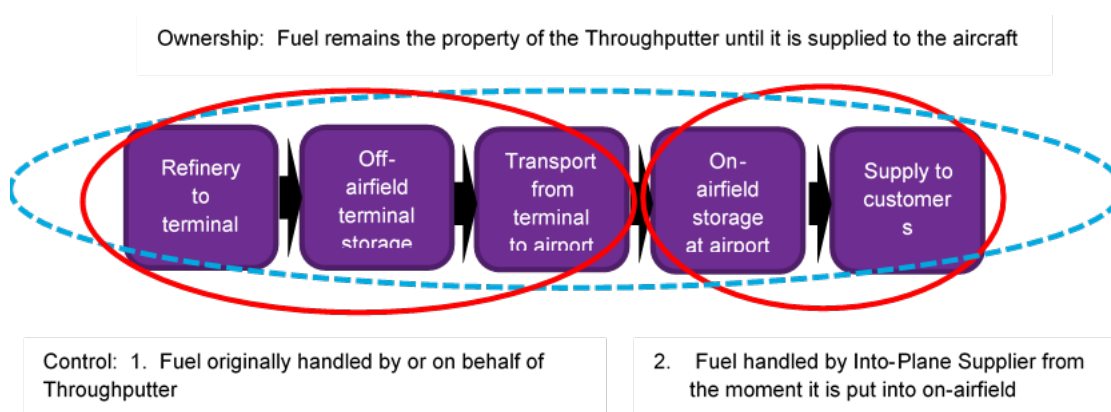 Ownership: Fuel remains the property of the Throughputter until it is supplied to the aircraft
Refinery
to
terminal
Off-
airfield
terminal
storage
Transport
from
terminal
to airport
On-
airfield
storage
at airport
Supply to
customer
s
Control: 1. Fuel originally handled by or on behalf of
Throughputter
2. Fuel handled by Into-Plane Supplier from
the moment it is put into on-airfield